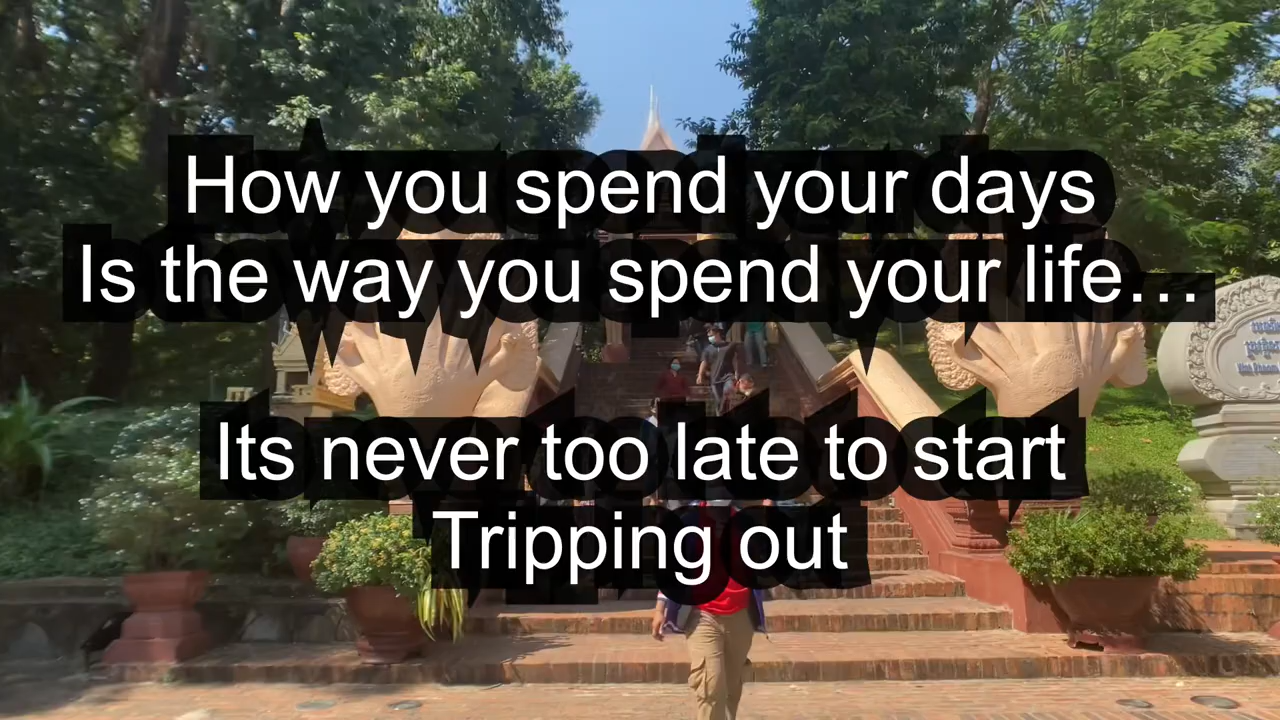 How you spend your days
Is the way you spend your life…
Its never too late to start
Tripping out